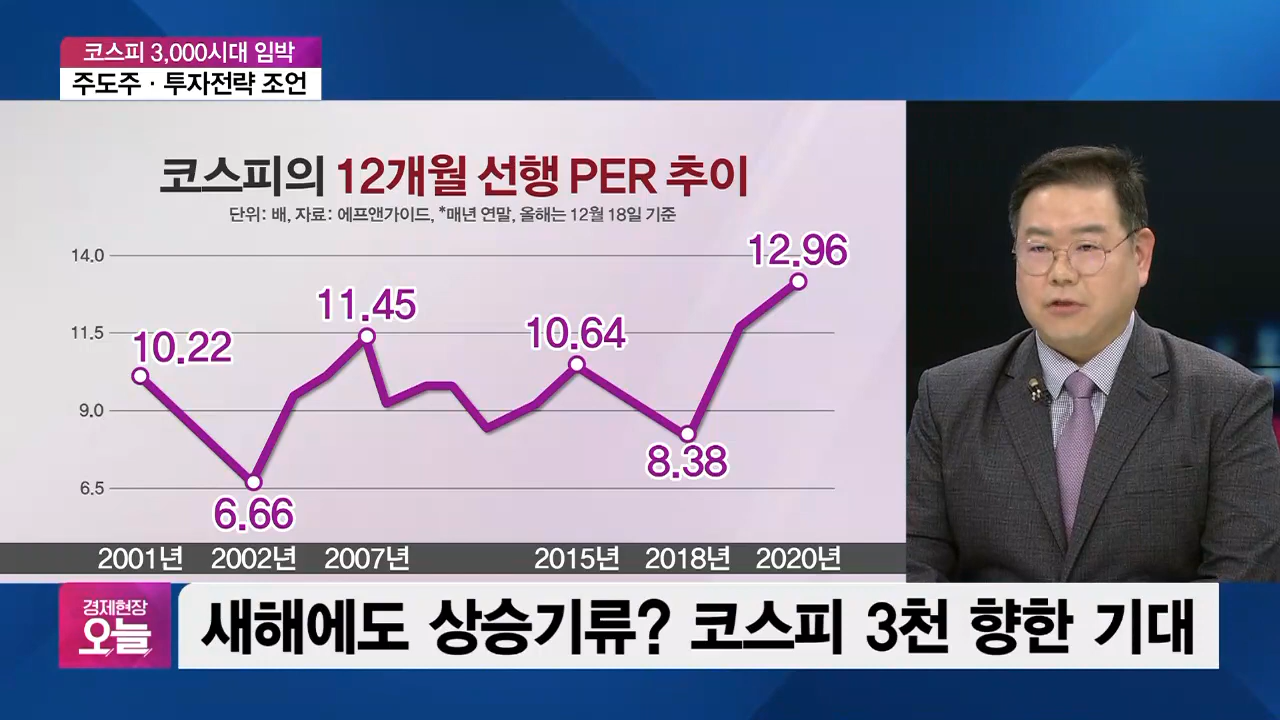 코스피 3,000시대 임박
주도주 · 투자전략 조언
코스피의 12개월 선행 PER 추이
단위: 배, 자료: 에프앤가이드, *매년 연말, 올해는 12월 18일 기준
14.0
11.5
9.0
6.5
10.22
6.66
11.45
10.64
8.38
12.96
2001년 2002년 2007년 2015년 2018년 2020년
경제현장
오늘
새해에도 상승기류? 코스피 3천 향한 기대